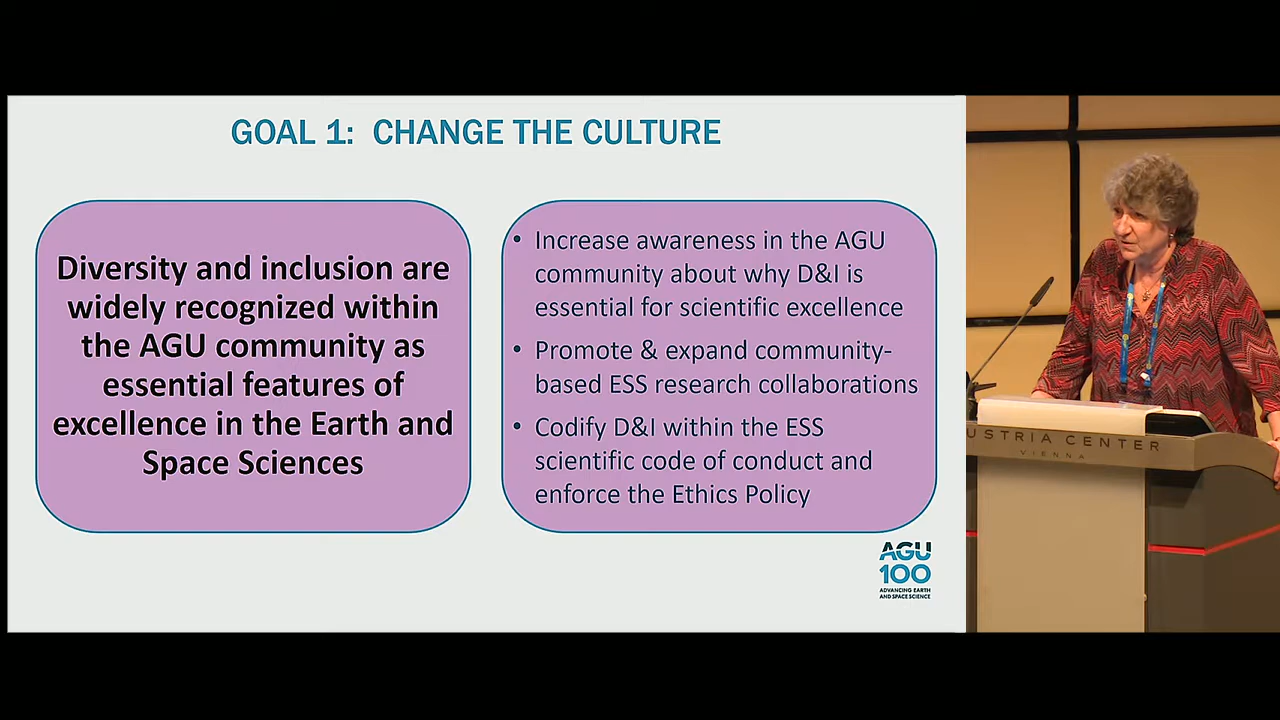 GOAL 1: CHANGE THE CULTURE
Diversity and inclusion are
widely recognized within
the AGU community as
essential features of
excellence in the Earth and
Space Sciences
• Increase awareness in the AGU
community about why D&I is
essential for scientific excellence
• Promote & expand community-
based ESS research collaborations
• Codify D&I within the ESS
scientific code of conduct and
enforce the Ethics Policy
AGU
100
ADVANCING EARTH
AND SPACE SCIENCE
USTRIA CENTER
VIENNA